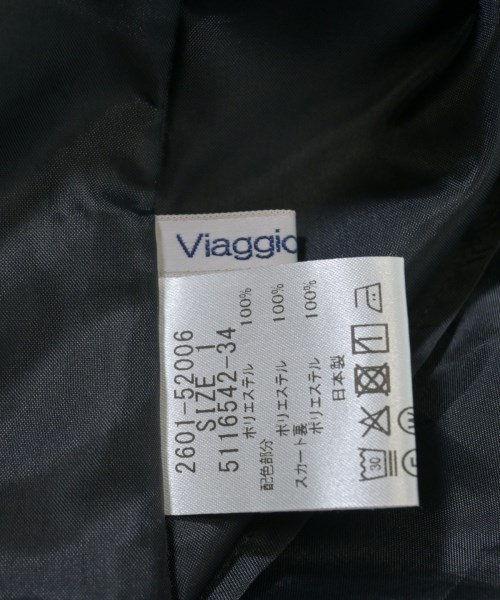 Viaggio
2601-52006
SIZE 1
5116542-34
ポリエステル 100%
配色部分
ポリエステル 100%
スカート裏
ポリエステル 100%
日本製
30